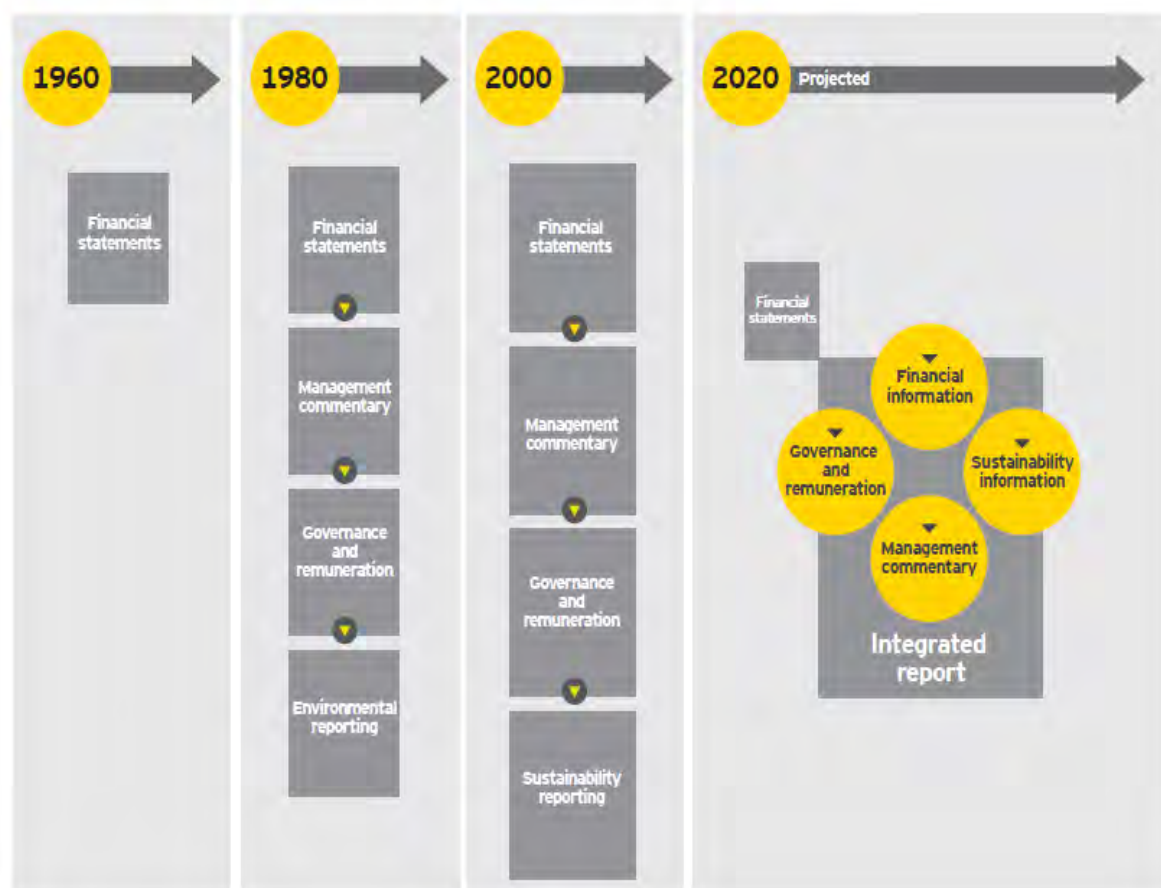 1960
Financial
statements
1980
Financial
statements
Management
commentary
Governance
and
remuneration
Environmental
reporting
2000
Financial
statements
Management
commentary
Governance
and
remuneration
Sustainability
reporting
2020
Projected
Financial
statements
Financial
information
Governance
and
remuneration
Sustainability
information
Management
commentary
Integrated
report